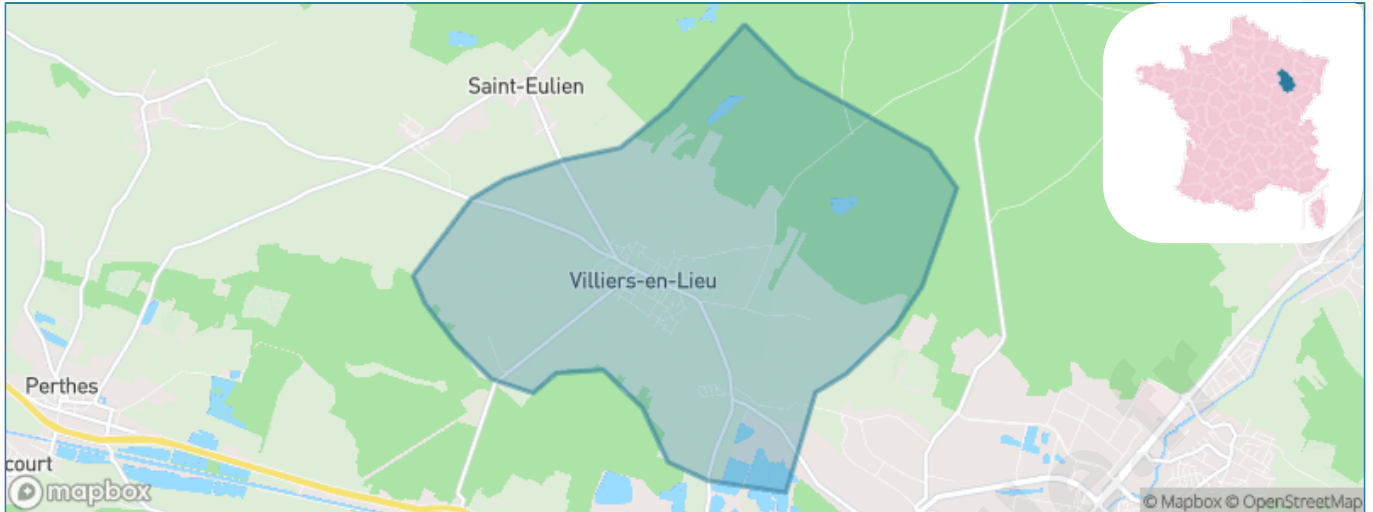 Saint-Eulien
Villiers-en-Lieu
Perthes
court
mapbox
© Mapbox © OpenStreetMap